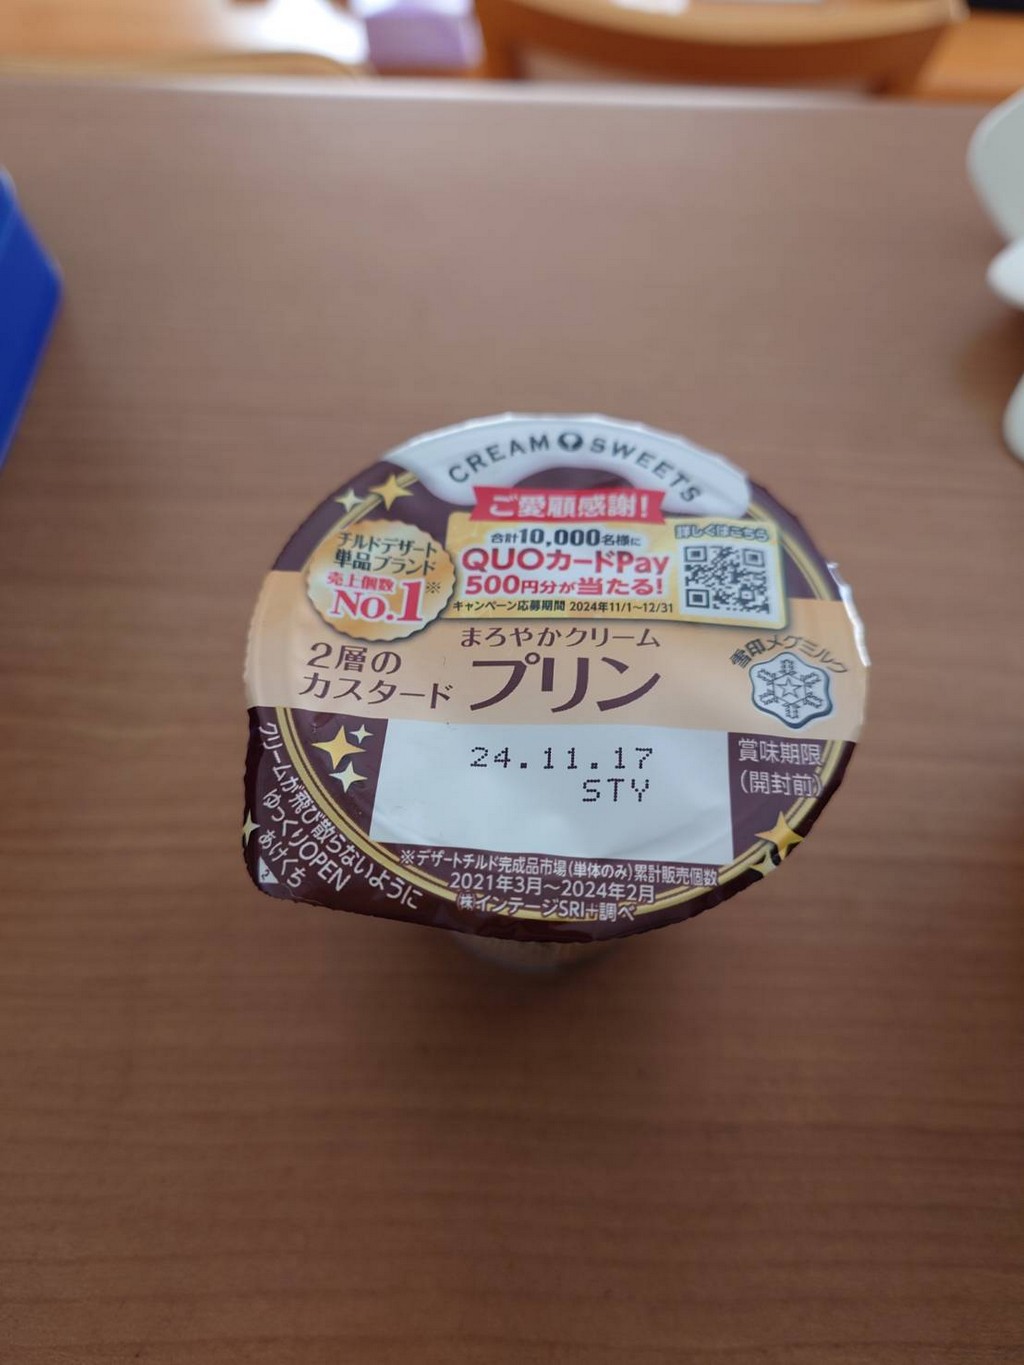 CREAM SWEETS
ご愛顧感謝!
合計10,000名様に
QUOカードPay
500円分が当たる!
キャンペーン応募期間 2024年11/1〜12/31
詳しくはこちら
チルドデザート
単品ブランド
売上個数
No.1※
まろやかクリーム
プリン
2層の
カスタード
雪印メグミルク
24.11.17
STY
賞味期限
(開封前)
クリームが飛び散らないように
ゆっくりOPEN
あけくち
※デザートチルド完成品市場(単体のみ)累計販売個数
2021年3月〜2024年2月
㈱インテージSRI+調べ